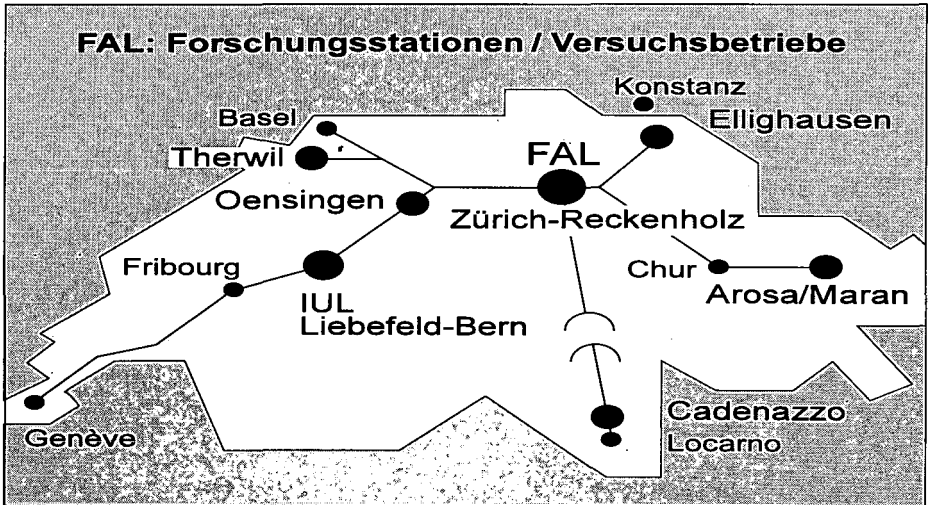 FAL: Forschungsstationen / Versuchsbetriebe
Konstanz
Basel
Ellighausen
Therwil
FAL
Oensingen
Zürich-Reckenholz
Fribourg
Chur
IUL
Arosa/Maran
Liebefeld-Bern
Cadenazzo
Genève
Locarno